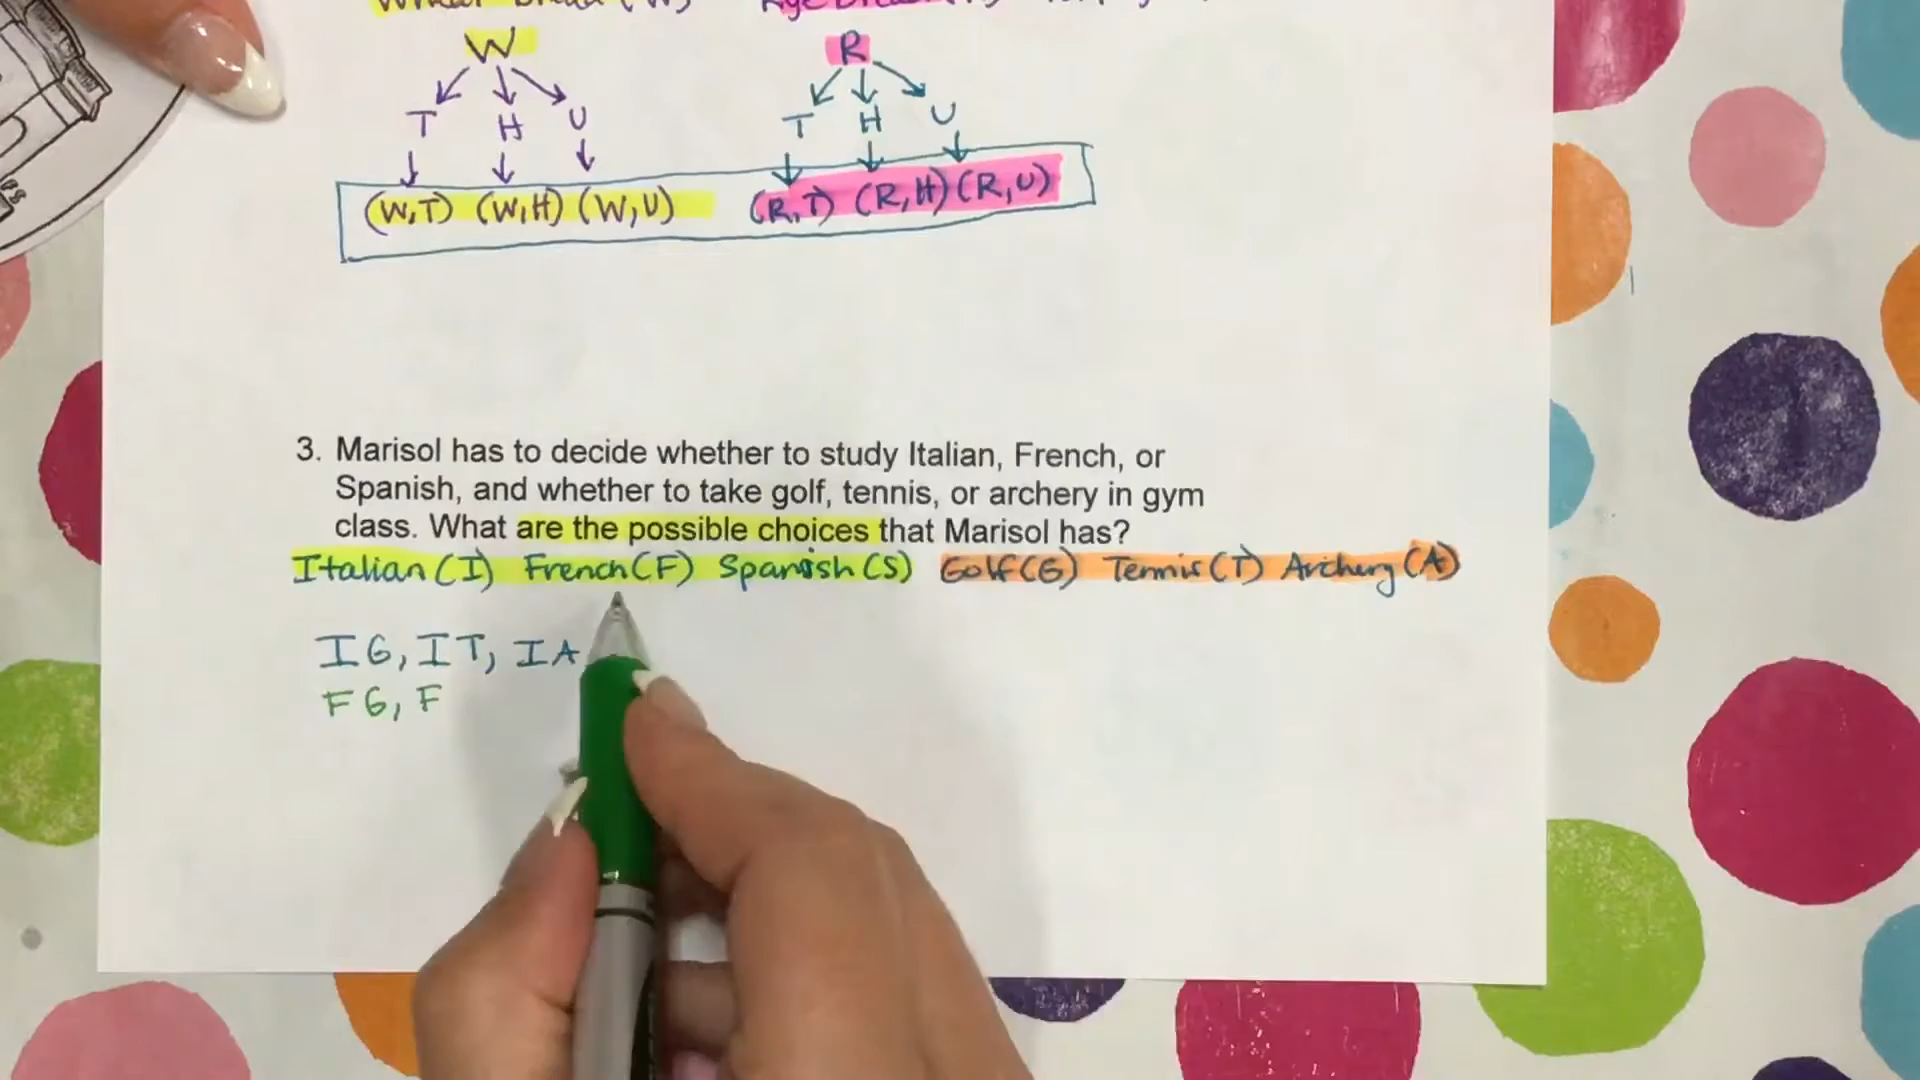 W R
T H U T H U
(W,T) (W,H) (W,U) (R,T) (R,H) (R,U)
3. Marisol has to decide whether to study Italian, French, or
Spanish, and whether to take golf, tennis, or archery in gym
class. What are the possible choices that Marisol has?
Italian (I) French (F) Spanish (S) Golf (G) Tennis (T) Archery (A)
IG, IT, IA
FG, F